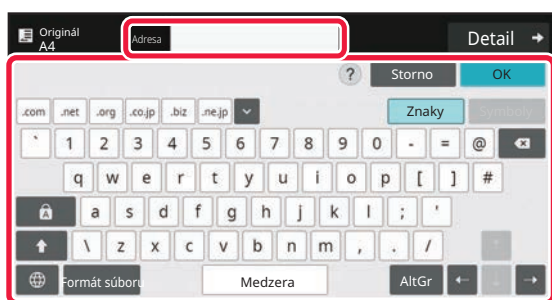 Originál
A4
Adresa
Detail
?
Storno
OK
.com .net .org .co.jp .biz .ne.jp
Znaky
Symboly
` 1 2 3 4 5 6 7 8 9 0 - = @
q w e r t y u i o p [ ] #
A a s d f g h j k l ; '
\ z x c v b n m , . /
Formát súboru
Medzera
AltGr